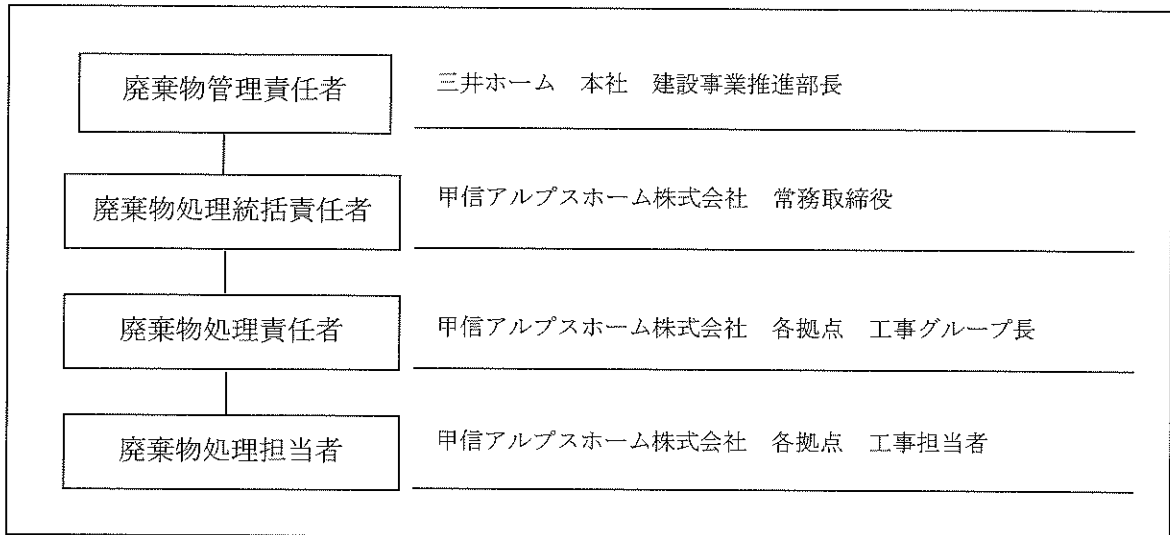 廃棄物管理責任者　三井ホーム　本社　建設事業推進部長
廃棄物処理統括責任者　甲信アルプスホーム株式会社　常務取締役
廃棄物処理責任者　甲信アルプスホーム株式会社　各拠点　工事グループ長
廃棄物処理担当者　甲信アルプスホーム株式会社　各拠点　工事担当者